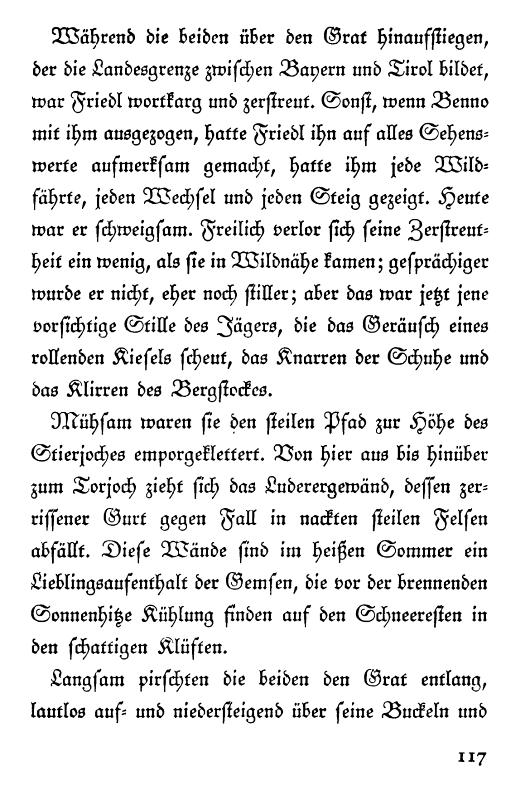 Während die beiden über den Grat hinaufstiegen,
der die Landesgrenze zwischen Bayern und Tirol bildet,
war Friedl wortkarg und zerstreut. Sonst, wenn Benno
mit ihm ausgezogen, hatte Friedl ihn auf alles Sehens-
werte aufmerksam gemacht, hatte ihm jede Wild-
fährte, jeden Wechsel und jeden Steig gezeigt. Heute
war er schweigsam. Freilich verlor sich seine Zerstreut-
heit ein wenig, als sie in Wildnähe kamen; gesprächiger
wurde er nicht, eher noch stiller; aber das war jetzt jene
vorsichtige Stille des Jägers, die das Geräusch eines
rollenden Kiesels scheut, das Knarren der Schuhe und
das Klirren des Bergstockes.
Mühsam waren sie den steilen Pfad zur Höhe des
Stierjoches emporgeklettert. Von hier aus bis hinüber
zum Torjoch zieht sich das Luderergewänd, dessen zer-
rissener Gurt gegen Fall in nackten steilen Felsen
abfällt. Diese Wände sind im heißen Sommer ein
Lieblingsaufenthalt der Gemsen, die vor der brennenden
Sonnenhitze Kühlung finden auf den Schneeresten in
den schattigen Klüften.
Langsam pirschten die beiden den Grat entlang,
lautlos auf- und niedersteigend über seine Buckeln und
117